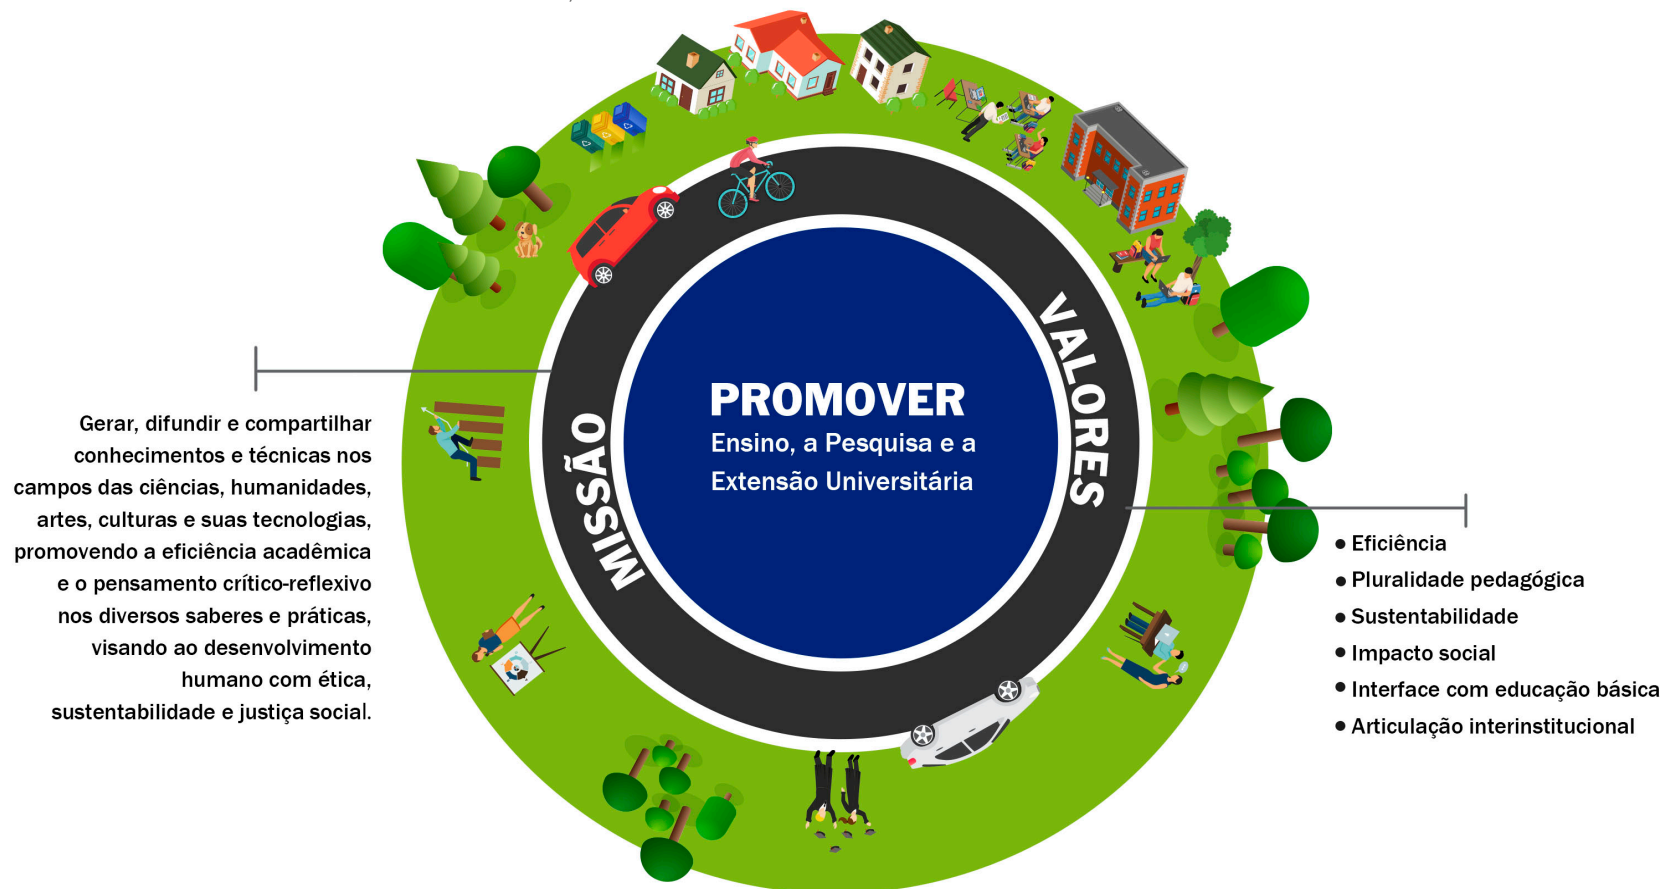 PROMOVER
Ensino, a Pesquisa e a
Extensão Universitária
MISSÃO
Gerar, difundir e compartilhar
conhecimentos e técnicas nos
campos das ciências, humanidades,
artes, culturas e suas tecnologias,
promovendo a eficiência acadêmica
e o pensamento crítico-reflexivo
nos diversos saberes e práticas,
visando ao desenvolvimento
humano com ética,
sustentabilidade e justiça social.
VALORES
● Eficiência
● Pluralidade pedagógica
● Sustentabilidade
● Impacto social
● Interface com educação básica
● Articulação interinstitucional